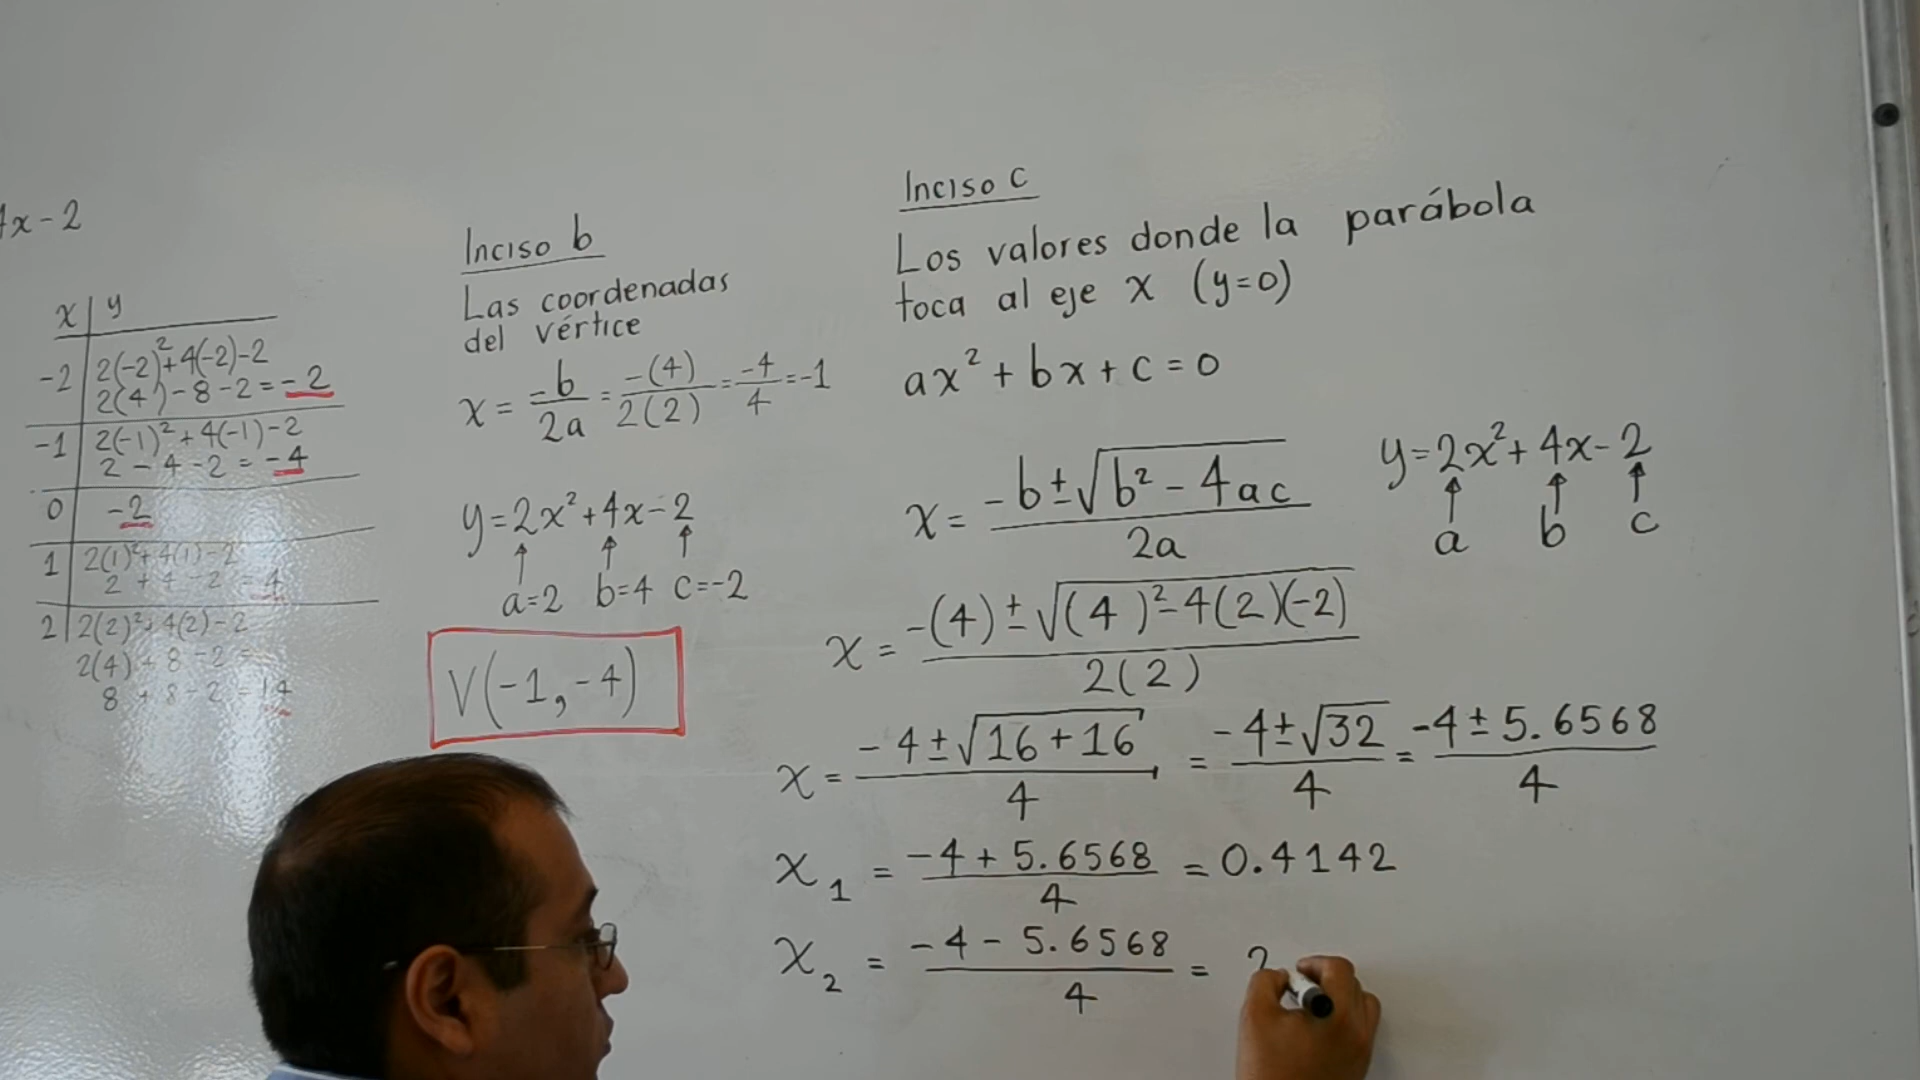 4x - 2
x | y
-2 | 2(-2)²+4(-2)-2
2(4)-8-2=-2
-1 | 2(-1)²+4(-1)-2
2-4-2=-4
0 | -2
1 | 2(1)²+4(1)-2
2+4-2=4
2 | 2(2)²+4(2)-2
2(4)+8-2=
8+8-2=14
Inciso b
Las coordenadas
del vértice
x = -b/2a = -(4)/2(2) = -4/4 = -1
y=2x²+4x-2
a=2 b=4 c=-2
V(-1,-4)
Inciso c
Los valores donde la parábola
toca al eje x (y=0)
ax²+bx+c=0
x = (-b±√(b²-4ac))/2a
y=2x²+4x-2
a b c
x = (-(4)±√((4)²-4(2)(-2)))/2(2)
x = (-4±√(16+16))/4 = (-4±√32)/4 = (-4±5.6568)/4
x₁ = (-4+5.6568)/4 = 0.4142
x₂ = (-4-5.6568)/4 = 2